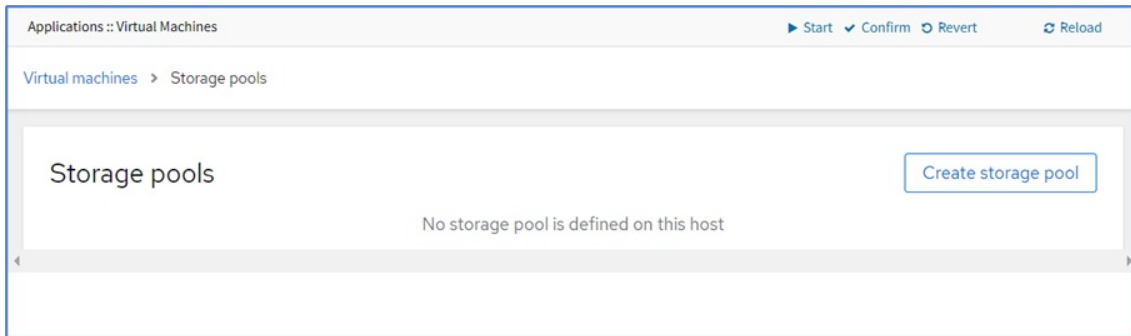 Applications :: Virtual Machines Start Confirm Revert Reload
Virtual machines > Storage pools
Storage pools Create storage pool
No storage pool is defined on this host